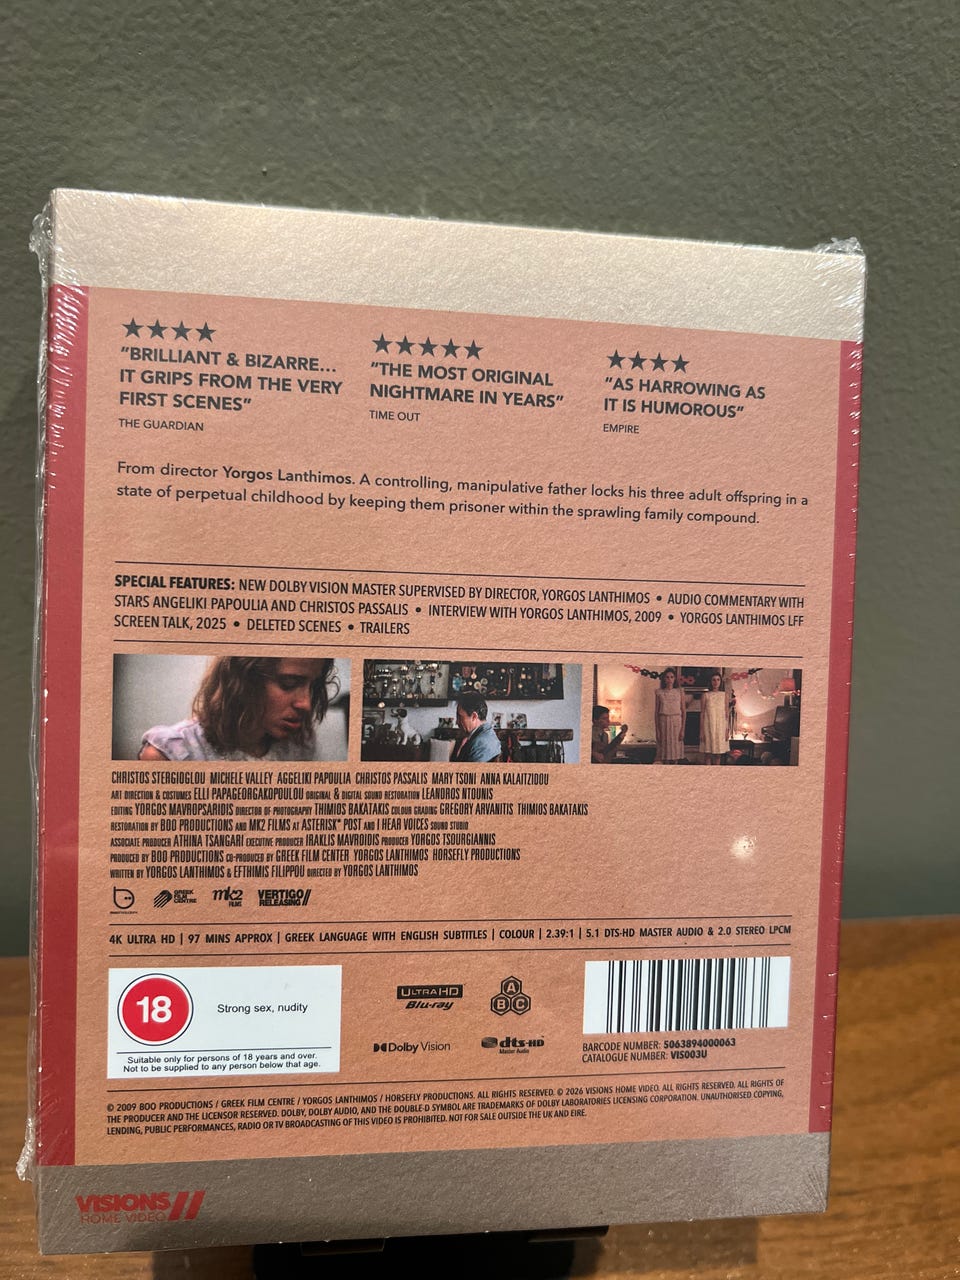 ★★★★
"BRILLIANT & BIZARRE...
IT GRIPS FROM THE VERY
FIRST SCENES"
THE GUARDIAN
★★★★★
"THE MOST ORIGINAL
NIGHTMARE IN YEARS"
TIME OUT
★★★★
"AS HARROWING AS
IT IS HUMOROUS"
EMPIRE
From director Yorgos Lanthimos. A controlling, manipulative father locks his three adult offspring in a
state of perpetual childhood by keeping them prisoner within the sprawling family compound.
SPECIAL FEATURES: NEW DOLBY VISION MASTER SUPERVISED BY DIRECTOR, YORGOS LANTHIMOS • AUDIO COMMENTARY WITH
STARS ANGELIKI PAPOULIA AND CHRISTOS PASSALIS • INTERVIEW WITH YORGOS LANTHIMOS, 2009 • YORGOS LANTHIMOS LFF
SCREEN TALK, 2025 • DELETED SCENES • TRAILERS
CHRISTOS STERGIOGLOU MICHELE VALLEY AGGELIKI PAPOULIA CHRISTOS PASSALIS MARY TSONI ANNA KALAITZIDOU
ART DIRECTION & COSTUMES ELLI PAPAGEORGAKOPOULOU ORIGINAL & DIGITAL SOUND RESTORATION LEANDROS NTOUNIS
EDITING YORGOS MAVROPSARIDIS DIRECTOR OF PHOTOGRAPHY THIMIOS BAKATAKIS COLOUR GRADING GREGORY ARVANITIS THIMIOS BAKATAKIS
RESTORATION BY BOO PRODUCTIONS AND MK2 FILMS AT ASTERISK* POST AND I HEAR VOICES SOUND STUDIO
ASSOCIATE PRODUCER ATHINA TSANGARI EXECUTIVE PRODUCER IRAKLIS MAVROIDIS PRODUCER YORGOS TSOURGIANNIS
PRODUCED BY BOO PRODUCTIONS CO-PRODUCED BY GREEK FILM CENTER YORGOS LANTHIMOS HORSEFLY PRODUCTIONS
WRITTEN BY YORGOS LANTHIMOS & EFTHIMIS FILIPPOU DIRECTED BY YORGOS LANTHIMOS
GREEK
FILM
CENTRE
mk2
FILMS
VERTIGO
RELEASING
4K ULTRA HD | 97 MINS APPROX | GREEK LANGUAGE WITH ENGLISH SUBTITLES | COLOUR | 2.39:1 | 5.1 DTS-HD MASTER AUDIO & 2.0 STEREO LPCM
18
Strong sex, nudity
Suitable only for persons of 18 years and over.
Not to be supplied to any person below that age.
ULTRA HD
Blu-ray
A
B C
Dolby Vision
dts-HD
Master Audio
BARCODE NUMBER: 5063894000063
CATALOGUE NUMBER: VIS003U
© 2009 BOO PRODUCTIONS / GREEK FILM CENTRE / YORGOS LANTHIMOS / HORSEFLY PRODUCTIONS. ALL RIGHTS RESERVED. © 2026 VISIONS HOME VIDEO. ALL RIGHTS RESERVED. ALL RIGHTS OF
THE PRODUCER AND THE LICENSOR RESERVED. DOLBY, DOLBY AUDIO, AND THE DOUBLE-D SYMBOL ARE TRADEMARKS OF DOLBY LABORATORIES LICENSING CORPORATION. UNAUTHORISED COPYING,
LENDING, PUBLIC PERFORMANCES, RADIO OR TV BROADCASTING OF THIS VIDEO IS PROHIBITED. NOT FOR SALE OUTSIDE THE UK AND EIRE.
VISIONS
HOME VIDEO